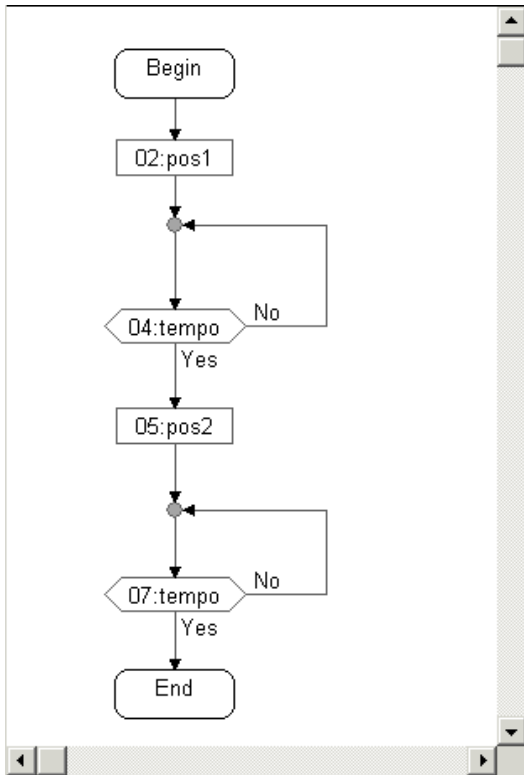 Begin
02:pos1
No
04:tempo
Yes
05:pos2
No
07:tempo
Yes
End